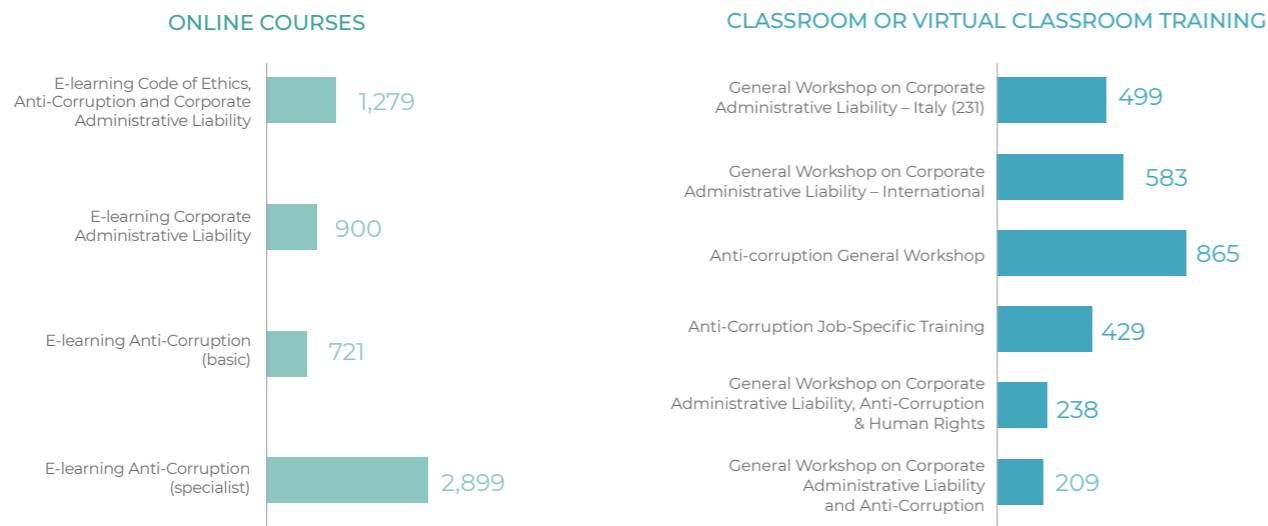 ONLINE COURSES
E-learning Code of Ethics,
Anti-Corruption and Corporate
Administrative Liability
1,279
E-learning Corporate
Administrative Liability
900
E-learning Anti-Corruption
(basic)
721
E-learning Anti-Corruption
(specialist)
2,899
CLASSROOM OR VIRTUAL CLASSROOM TRAINING
General Workshop on Corporate
Administrative Liability – Italy (231)
499
General Workshop on Corporate
Administrative Liability – International
583
Anti-corruption General Workshop
865
Anti-Corruption Job-Specific Training
429
General Workshop on Corporate
Administrative Liability, Anti-Corruption
& Human Rights
238
General Workshop on Corporate
Administrative Liability
and Anti-Corruption
209